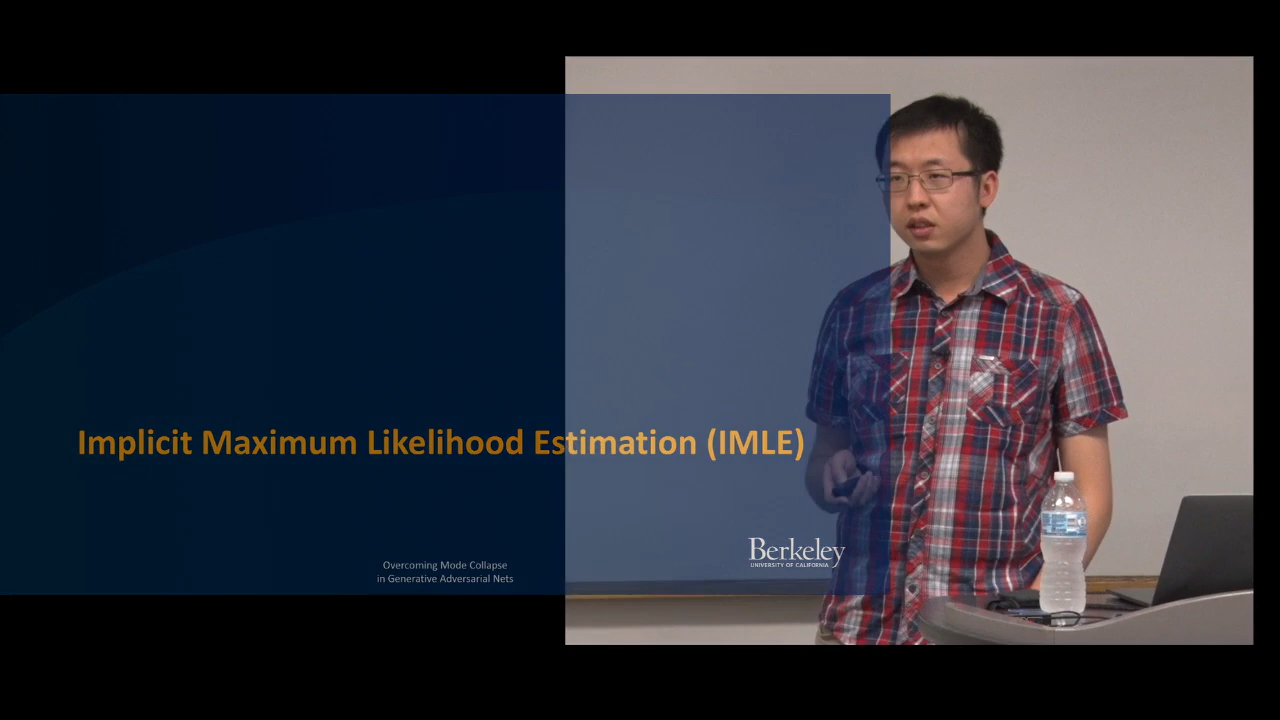 Implicit Maximum Likelihood Estimation (IMLE)
Berkeley
UNIVERSITY OF CALIFORNIA
Overcoming Mode Collapse
in Generative Adversarial Nets